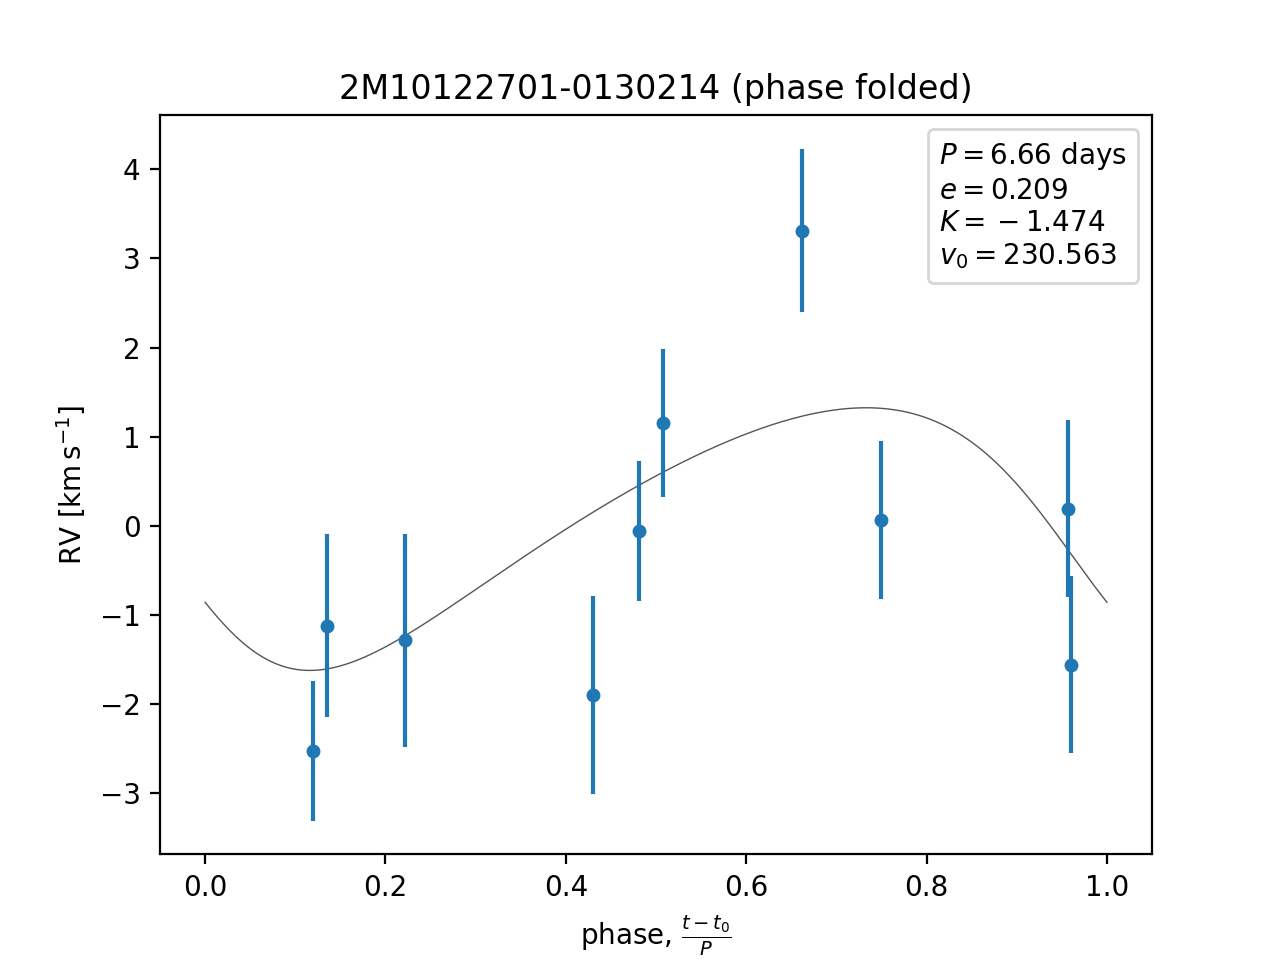 2M10122701-0130214 (phase folded)
P = 6.66 days
e = 0.209
K = −1.474
v₀ = 230.563
4
3
2
1
0
−1
−2
−3
RV [km s⁻¹]
0.0 0.2 0.4 0.6 0.8 1.0
phase, (t − t₀)/P